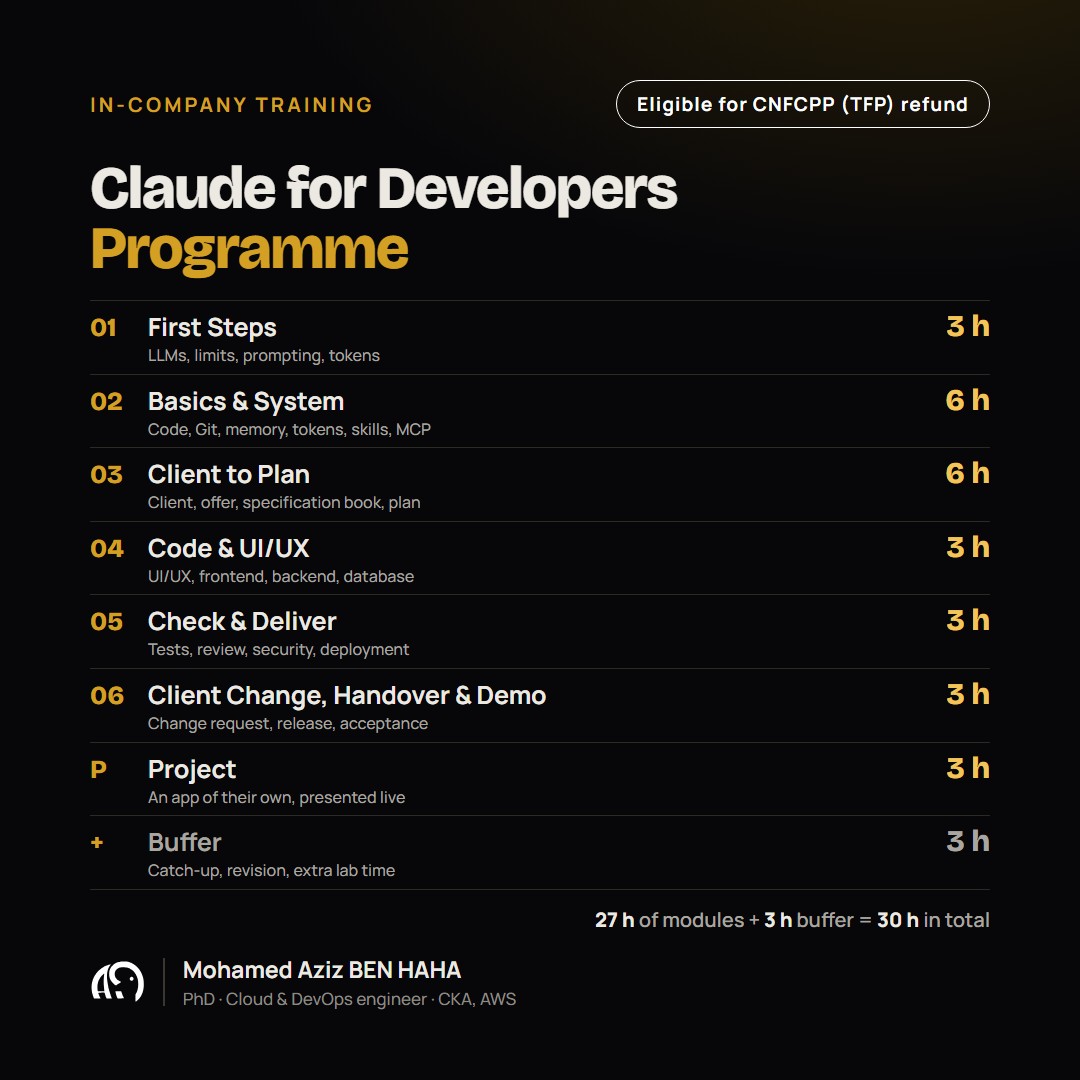 IN-COMPANY TRAINING
Eligible for CNFCPP (TFP) refund
Claude for Developers
Programme
01 First Steps 3 h
LLMs, limits, prompting, tokens
02 Basics & System 6 h
Code, Git, memory, tokens, skills, MCP
03 Client to Plan 6 h
Client, offer, specification book, plan
04 Code & UI/UX 3 h
UI/UX, frontend, backend, database
05 Check & Deliver 3 h
Tests, review, security, deployment
06 Client Change, Handover & Demo 3 h
Change request, release, acceptance
P Project 3 h
An app of their own, presented live
+ Buffer 3 h
Catch-up, revision, extra lab time
27 h of modules + 3 h buffer = 30 h in total
Mohamed Aziz BEN HAHA
PhD · Cloud & DevOps engineer · CKA, AWS